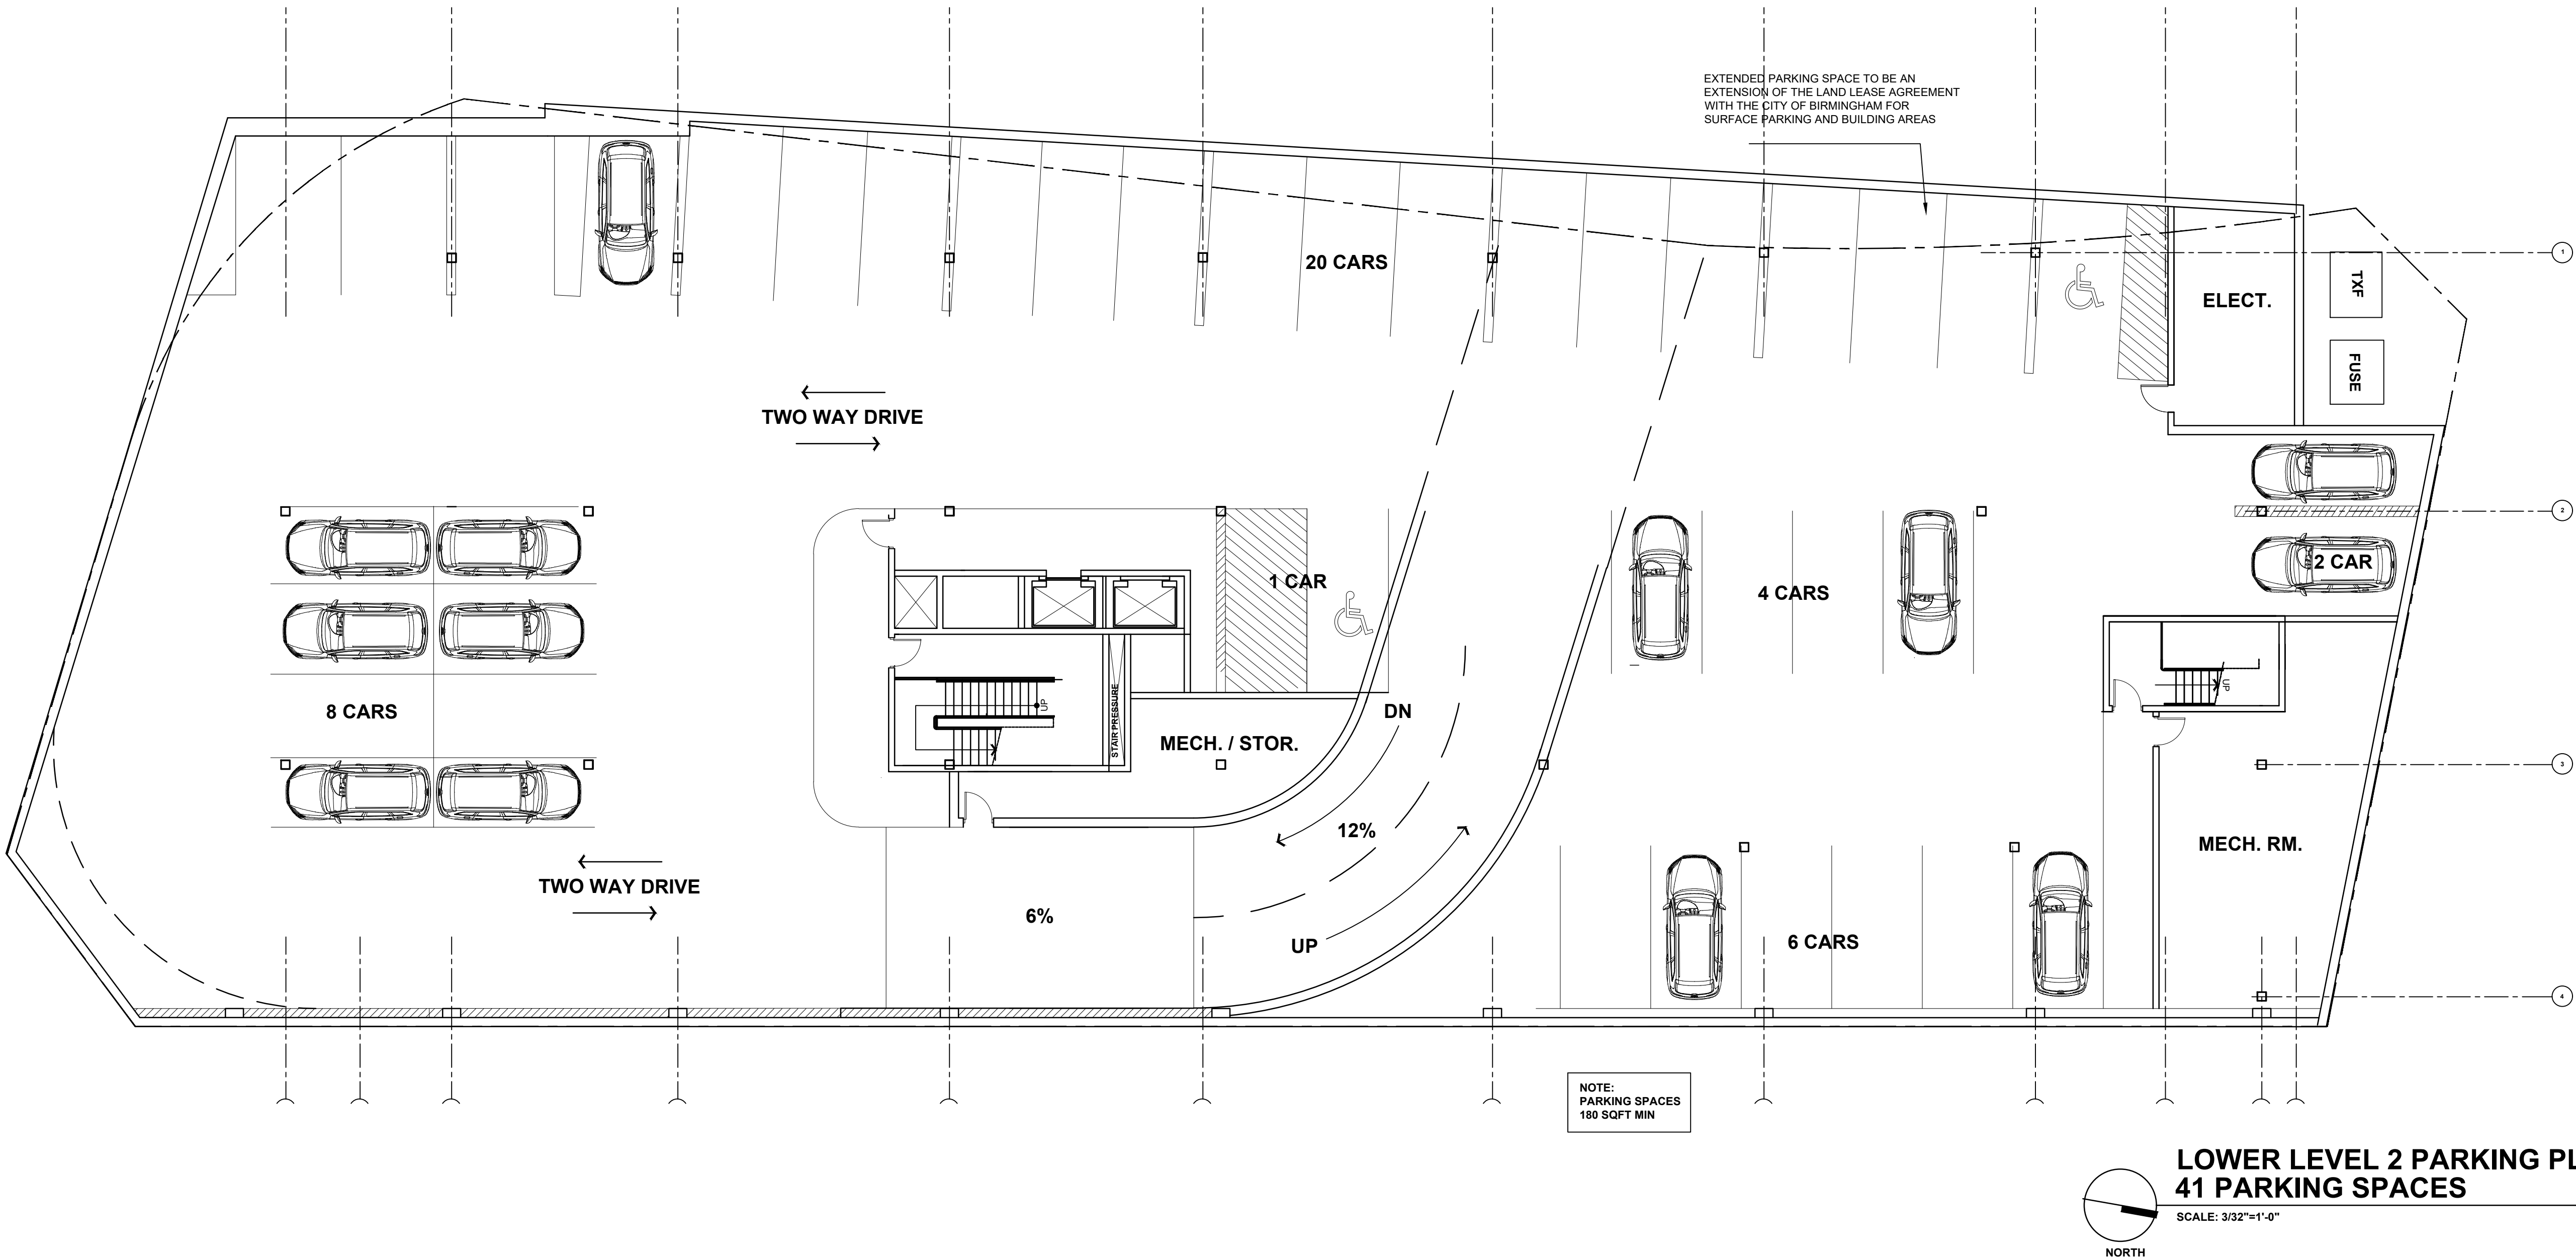 EXTENDED PARKING SPACE TO BE AN
EXTENSION OF THE LAND LEASE AGREEMENT
WITH THE CITY OF BIRMINGHAM FOR
SURFACE PARKING AND BUILDING AREAS
20 CARS
1
ELECT.
TXF
FUSE
TWO WAY DRIVE
2
2 CAR
1 CAR
4 CARS
8 CARS
UP
STAIR PRESSURE
MECH. / STOR.
DN
UP
3
12%
MECH. RM.
TWO WAY DRIVE
6%
UP
6 CARS
4
NOTE:
PARKING SPACES
180 SQFT MIN
LOWER LEVEL 2 PARKING PL
41 PARKING SPACES
SCALE: 3/32"=1'-0"
NORTH